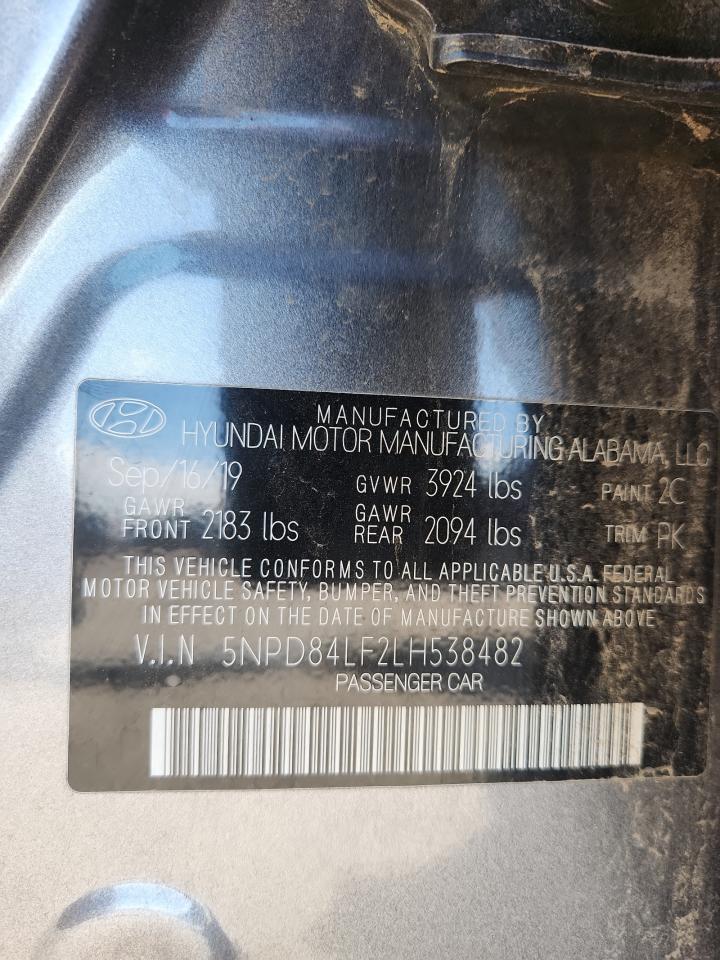 MANUFACTURED BY
HYUNDAI MOTOR MANUFACTURING ALABAMA, LLC
Sep/16/19 GVWR 3924 lbs PAINT 2C
GAWR FRONT 2183 lbs GAWR REAR 2094 lbs TRIM PK
THIS VEHICLE CONFORMS TO ALL APPLICABLE U.S.A. FEDERAL
MOTOR VEHICLE SAFETY, BUMPER, AND THEFT PREVENTION STANDARDS
IN EFFECT ON THE DATE OF MANUFACTURE SHOWN ABOVE
V.I.N 5NPD84LF2LH538482
PASSENGER CAR